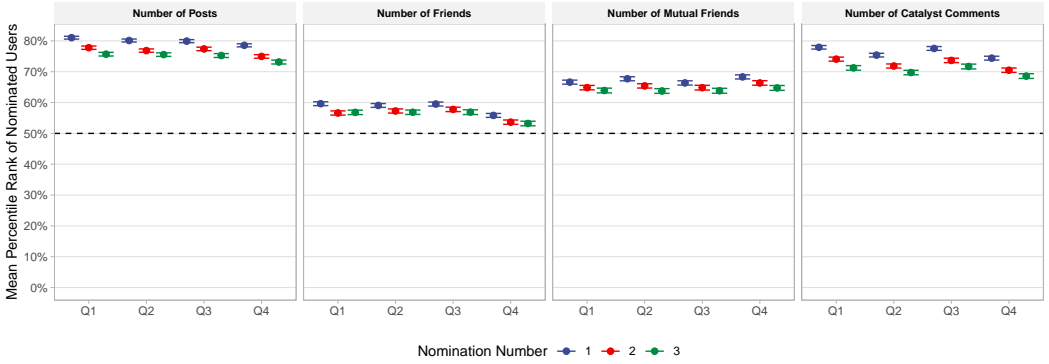 Number of Posts
Number of Friends
Number of Mutual Friends
Number of Catalyst Comments
Mean Percentile Rank of Nominated Users
80%
70%
60%
50%
40%
30%
20%
10%
0%
Q1 Q2 Q3 Q4
Q1 Q2 Q3 Q4
Q1 Q2 Q3 Q4
Q1 Q2 Q3 Q4
Nomination Number 1 2 3